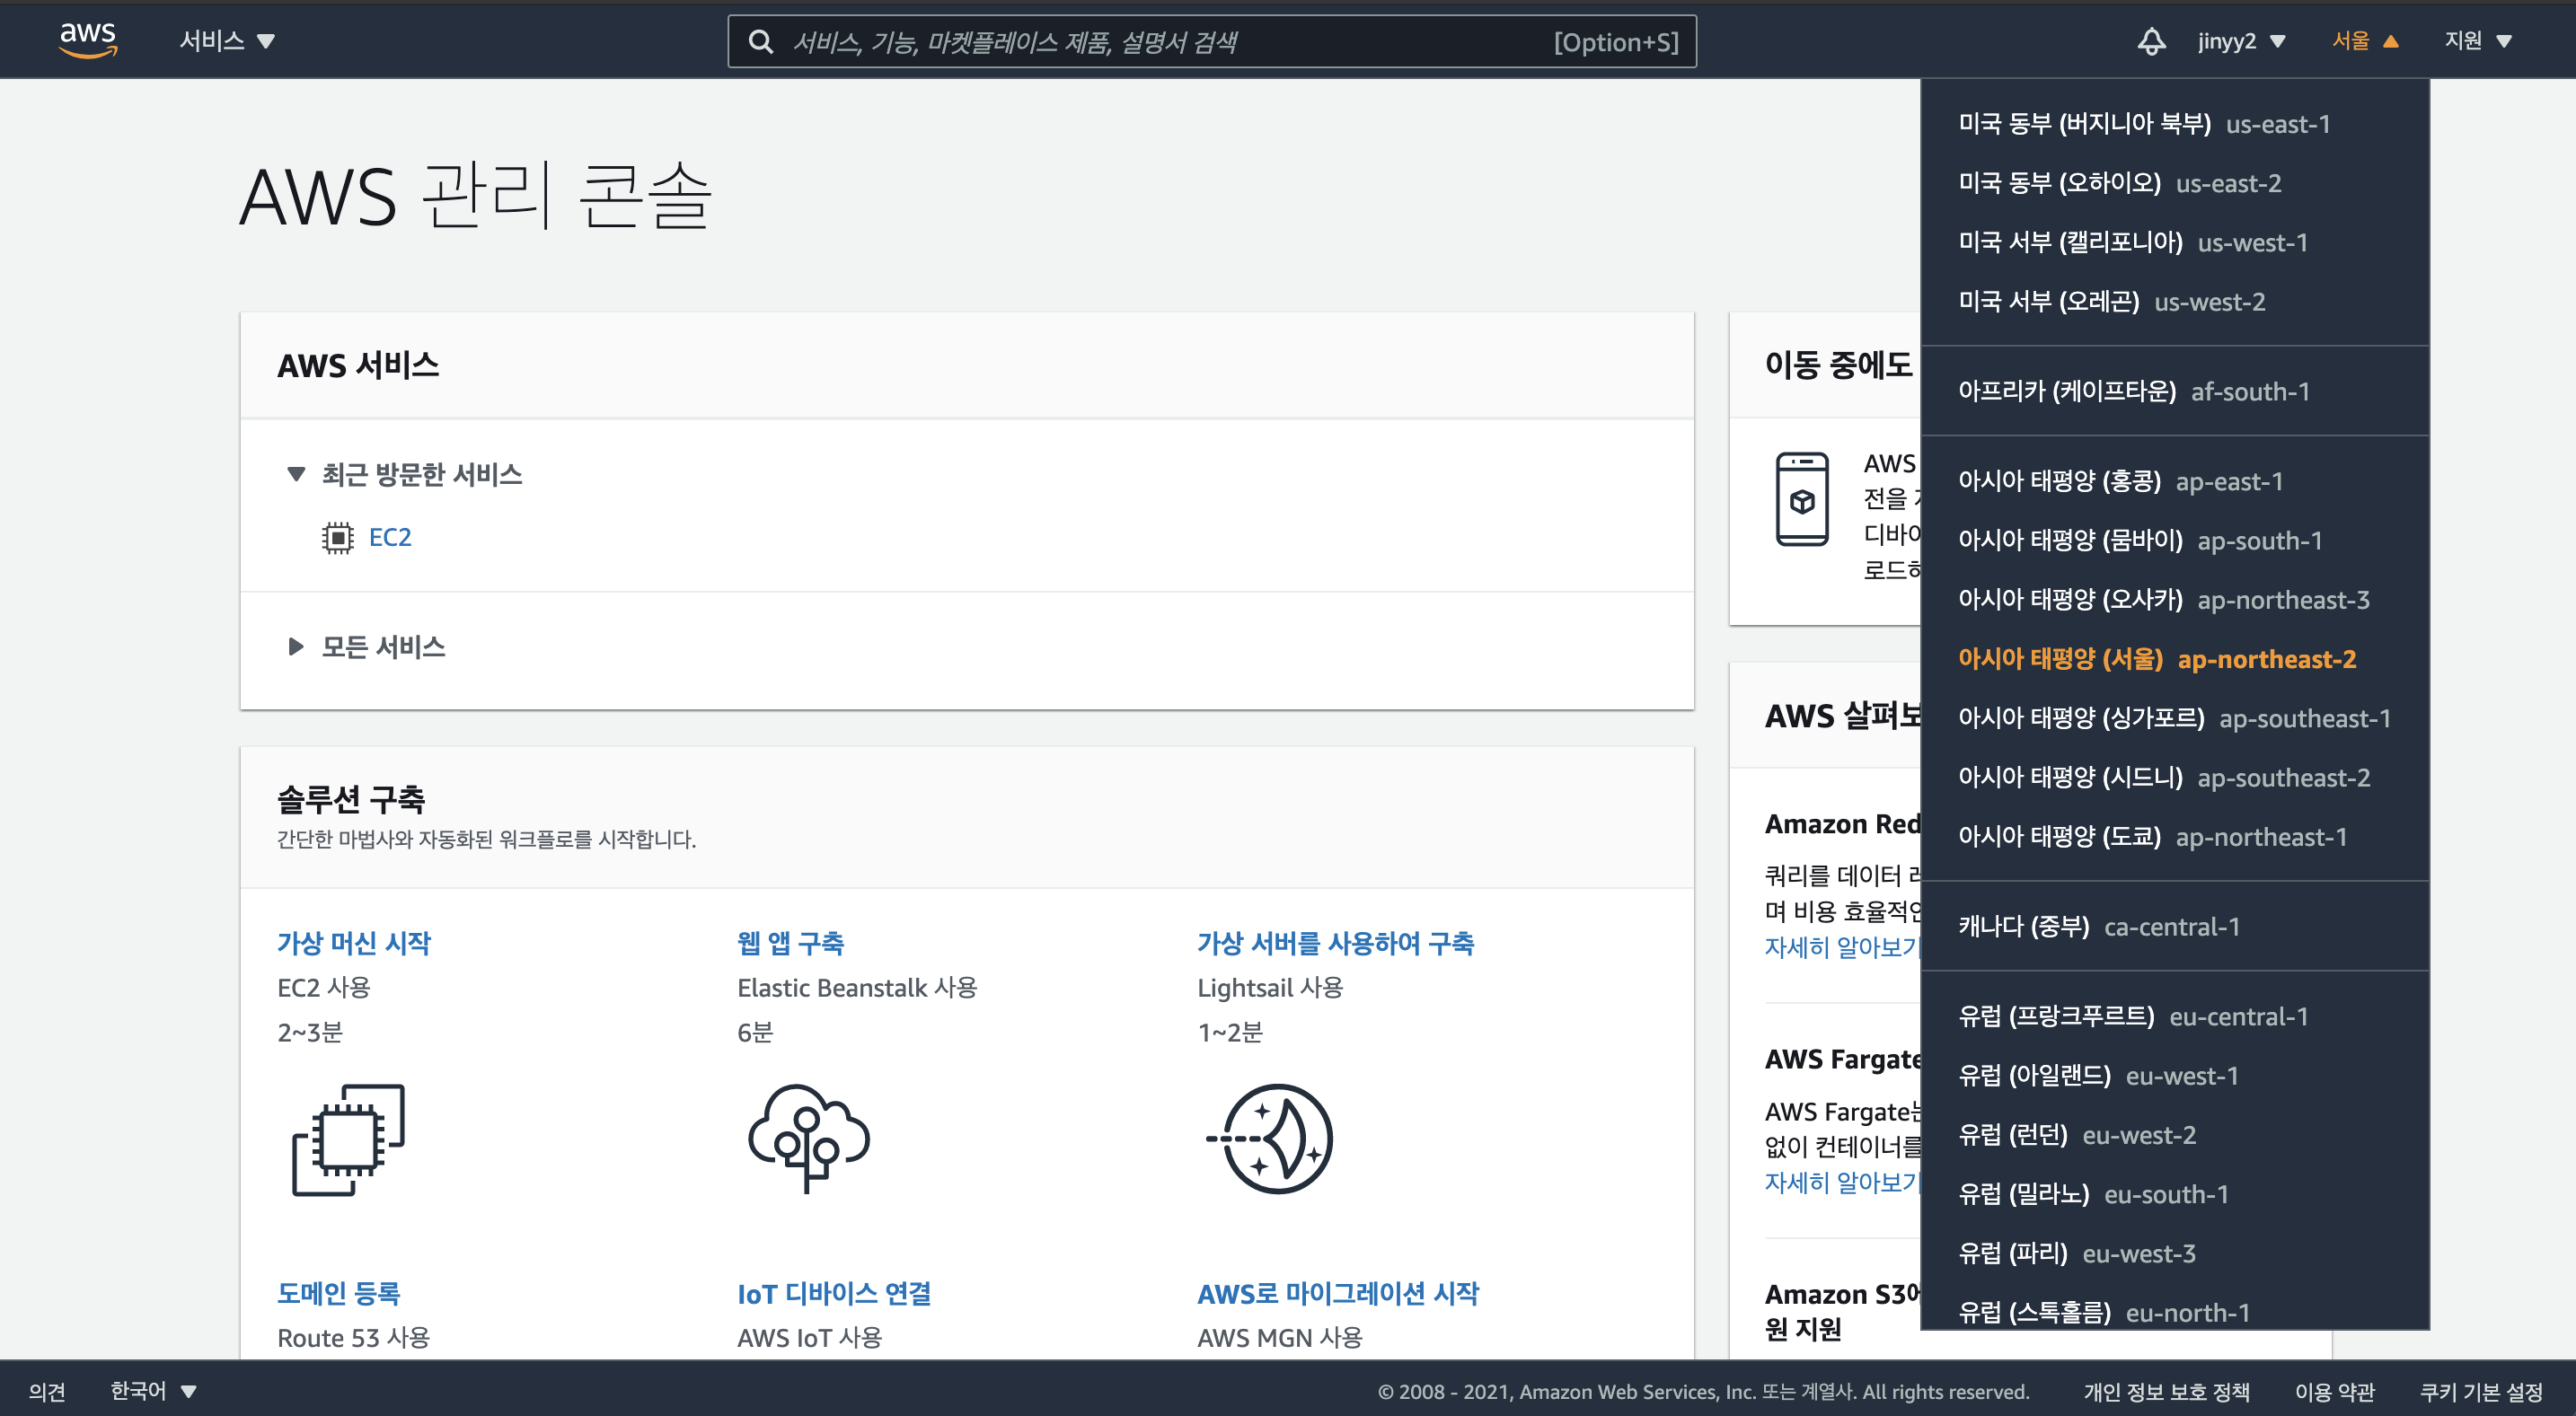 aws
서비스
서비스, 기능, 마켓플레이스 제품, 설명서 검색 [Option+S]
jinyy2
서울
지원
AWS 관리 콘솔
AWS 서비스
최근 방문한 서비스
EC2
모든 서비스
솔루션 구축
간단한 마법사와 자동화된 워크플로를 시작합니다.
가상 머신 시작
EC2 사용
2~3분
웹 앱 구축
Elastic Beanstalk 사용
6분
가상 서버를 사용하여 구축
Lightsail 사용
1~2분
도메인 등록
Route 53 사용
IoT 디바이스 연결
AWS IoT 사용
AWS로 마이그레이션 시작
AWS MGN 사용
이동 중에도
AWS
전을
디바이
로드하
AWS 살펴보
Amazon Red
쿼리를 데이터
며 비용 효율적인
자세히 알아보기
AWS Fargate
AWS Fargate는
없이 컨테이너를
자세히 알아보기
Amazon S3에
원 지원
미국 동부 (버지니아 북부) us-east-1
미국 동부 (오하이오) us-east-2
미국 서부 (캘리포니아) us-west-1
미국 서부 (오레곤) us-west-2
아프리카 (케이프타운) af-south-1
아시아 태평양 (홍콩) ap-east-1
아시아 태평양 (뭄바이) ap-south-1
아시아 태평양 (오사카) ap-northeast-3
아시아 태평양 (서울) ap-northeast-2
아시아 태평양 (싱가포르) ap-southeast-1
아시아 태평양 (시드니) ap-southeast-2
아시아 태평양 (도쿄) ap-northeast-1
캐나다 (중부) ca-central-1
유럽 (프랑크푸르트) eu-central-1
유럽 (아일랜드) eu-west-1
유럽 (런던) eu-west-2
유럽 (밀라노) eu-south-1
유럽 (파리) eu-west-3
유럽 (스톡홀름) eu-north-1
의견
한국어
© 2008 - 2021, Amazon Web Services, Inc. 또는 계열사. All rights reserved.
개인 정보 보호 정책
이용 약관
쿠키 기본 설정